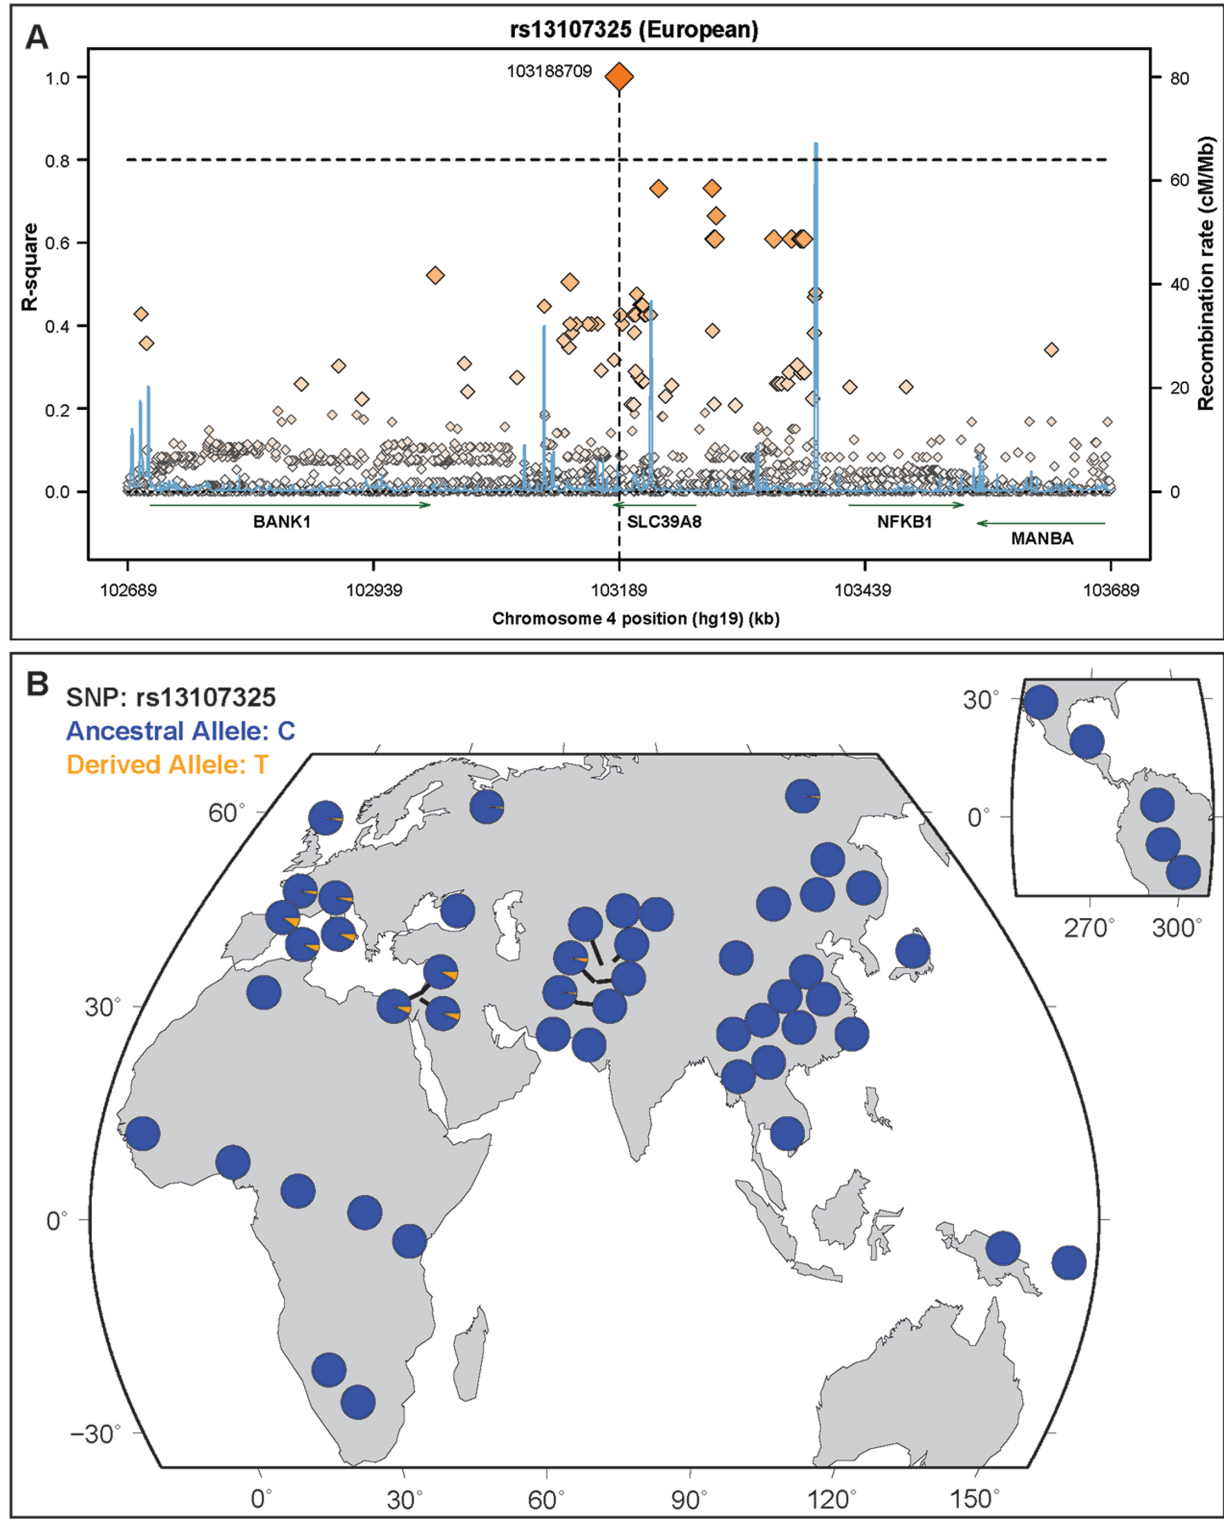 A
rs13107325 (European)
103188709
1.0
0.8
0.6
0.4
0.2
0.0
R-square
80
60
40
20
0
Recombination rate (cM/Mb)
BANK1
SLC39A8
NFKB1
MANBA
102689 102939 103189 103439 103689
Chromosome 4 position (hg19) (kb)
B
SNP: rs13107325
Ancestral Allele: C
Derived Allele: T
30°
0°
270° 300°
60°
30°
0°
−30°
0° 30° 60° 90° 120° 150°